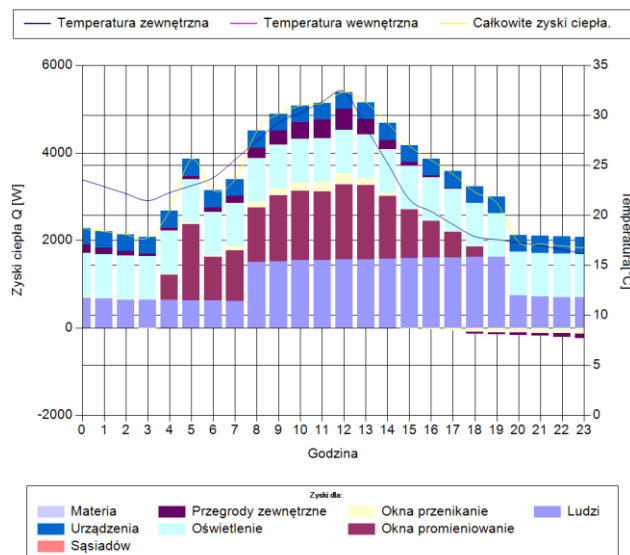 Temperatura zewnętrzna Temperatura wewnętrzna Całkowite zyski ciepła.
6000
4000
2000
0
-2000
Zyski ciepła Q [W]
35
30
25
20
15
10
5
0
Temperatura[°C]
0 1 2 3 4 5 6 7 8 9 10 11 12 13 14 15 16 17 18 19 20 21 22 23
Godzina
Zyski dla:
Materia Przegrody zewnętrzne Okna przenikanie Ludzi
Urządzenia Oświetlenie Okna promieniowanie
Sąsiadów